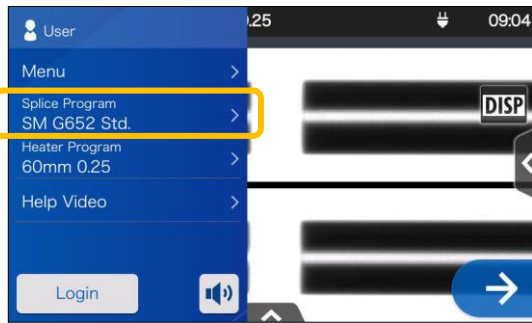 User
.25
09:04
Menu
Splice Program
SM G652 Std.
DISP
Heater Program
60mm 0.25
Help Video
Login